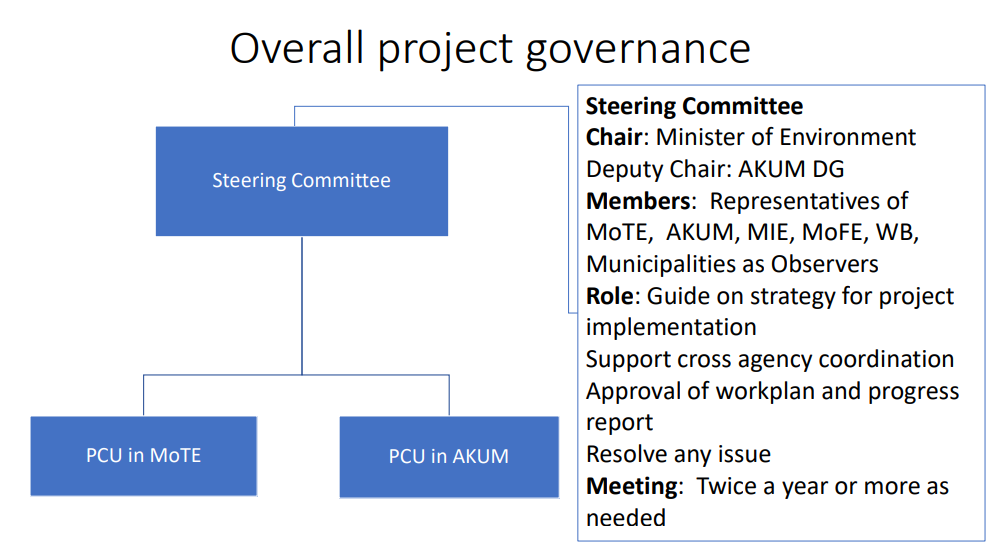 Overall project governance
Steering Committee
PCU in MoTE
PCU in AKUM
Steering Committee
Chair: Minister of Environment
Deputy Chair: AKUM DG
Members:  Representatives of
MoTE,  AKUM, MIE, MoFE, WB,
Municipalities as Observers
Role: Guide on strategy for project
implementation
Support cross agency coordination
Approval of workplan and progress
report
Resolve any issue
Meeting:  Twice a year or more as
needed